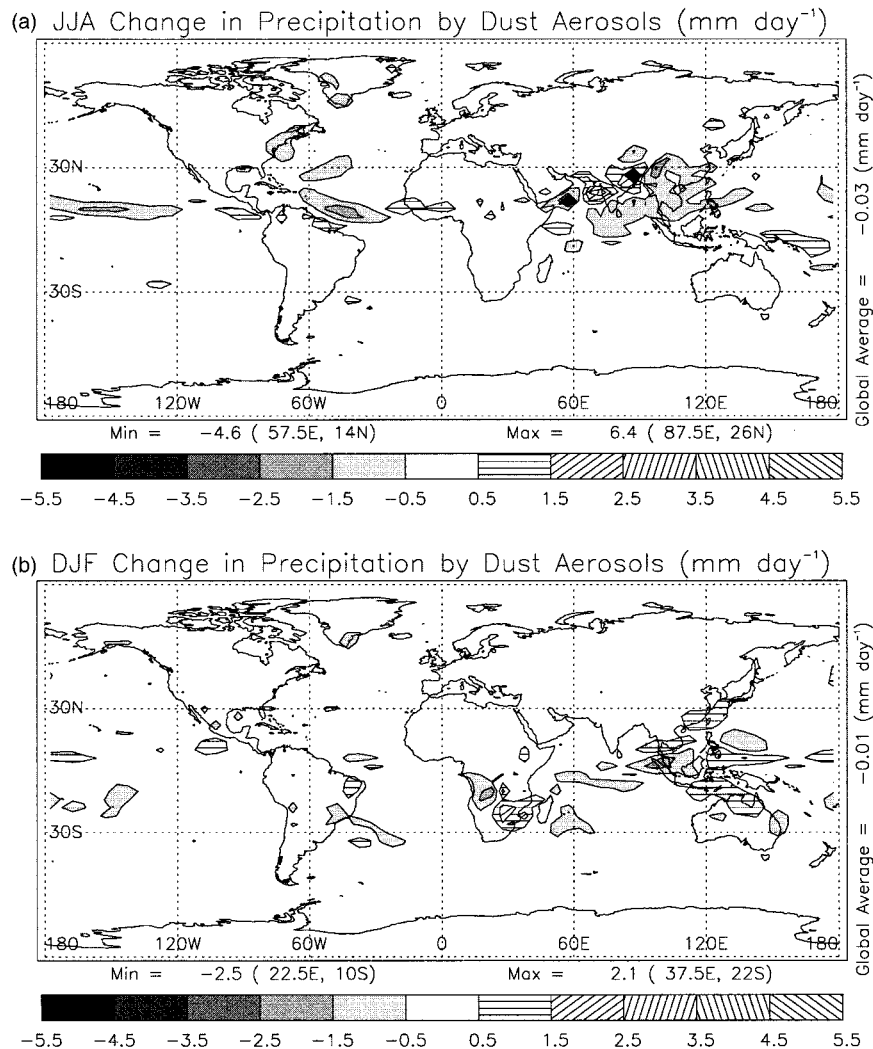 (a) JJA Change in Precipitation by Dust Aerosols (mm day⁻¹)
30N
30S
180 120W 60W 0 60E 120E 180
Global Average = -0.03 (mm day⁻¹)
Min = -4.6 ( 57.5E, 14N) Max = 6.4 ( 87.5E, 26N)
-5.5 -4.5 -3.5 -2.5 -1.5 -0.5 0.5 1.5 2.5 3.5 4.5 5.5
(b) DJF Change in Precipitation by Dust Aerosols (mm day⁻¹)
30N
30S
180 120W 60W 0 60E 120E 180
Global Average = -0.01 (mm day⁻¹)
Min = -2.5 ( 22.5E, 10S) Max = 2.1 ( 37.5E, 22S)
-5.5 -4.5 -3.5 -2.5 -1.5 -0.5 0.5 1.5 2.5 3.5 4.5 5.5